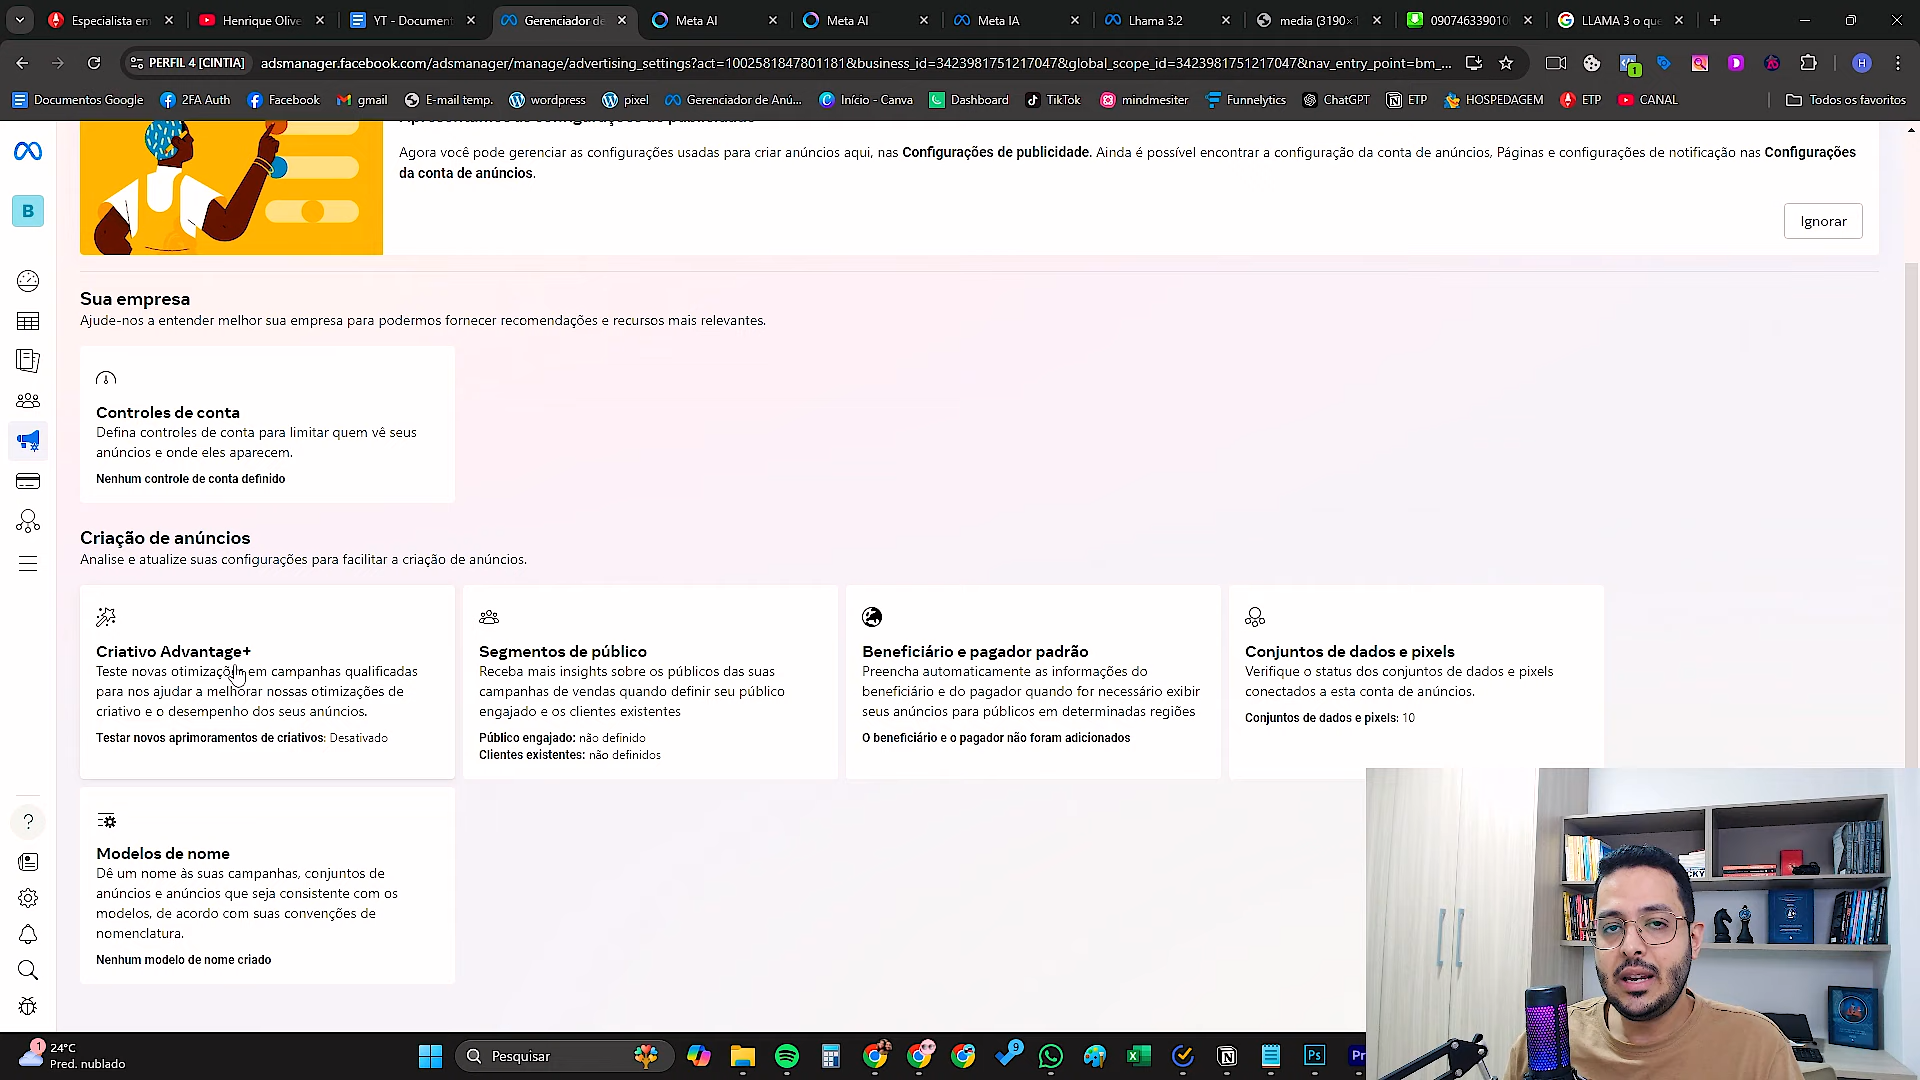 Especialista em
Henrique Olive
YT - Document
Gerenciador de
Meta AI
Meta AI
Meta IA
Lhama 3.2
media (3190×1
090746339010
LLAMA 3 o que
PERFIL 4 [CINTIA]
adsmanager.facebook.com/adsmanager/manage/advertising_settings?act=1002581847801181&business_id=3423981751217047&global_scope_id=3423981751217047&nav_entry_point=bm_...
1
H
Documentos Google
2FA Auth
Facebook
gmail
E-mail temp.
wordpress
pixel
Gerenciador de Anú...
Início - Canva
Dashboard
TikTok
mindmesiter
Funnelytics
ChatGPT
ETP
HOSPEDAGEM
ETP
CANAL
Todos os favoritos
Agora você pode gerenciar as configurações usadas para criar anúncios aqui, nas Configurações de publicidade. Ainda é possível encontrar a configuração da conta de anúncios, Páginas e configurações de notificação nas Configurações
da conta de anúncios.
Ignorar
B
Sua empresa
Ajude-nos a entender melhor sua empresa para podermos fornecer recomendações e recursos mais relevantes.
Controles de conta
Defina controles de conta para limitar quem vê seus
anúncios e onde eles aparecem.
Nenhum controle de conta definido
Criação de anúncios
Analise e atualize suas configurações para facilitar a criação de anúncios.
Criativo Advantage+
Teste novas otimizações em campanhas qualificadas
para nos ajudar a melhorar nossas otimizações de
criativo e o desempenho dos seus anúncios.
Testar novos aprimoramentos de criativos: Desativado
Segmentos de público
Receba mais insights sobre os públicos das suas
campanhas de vendas quando definir seu público
engajado e os clientes existentes
Público engajado: não definido
Clientes existentes: não definidos
Beneficiário e pagador padrão
Preencha automaticamente as informações do
beneficiário e do pagador quando for necessário exibir
seus anúncios para públicos em determinadas regiões
O beneficiário e o pagador não foram adicionados
Conjuntos de dados e pixels
Verifique o status dos conjuntos de dados e pixels
conectados a esta conta de anúncios.
Conjuntos de dados e pixels: 10
Modelos de nome
Dê um nome às suas campanhas, conjuntos de
anúncios e anúncios que seja consistente com os
modelos, de acordo com suas convenções de
nomenclatura.
Nenhum modelo de nome criado
1
24°C
Pred. nublado
Pesquisar
9
Ps
Pr